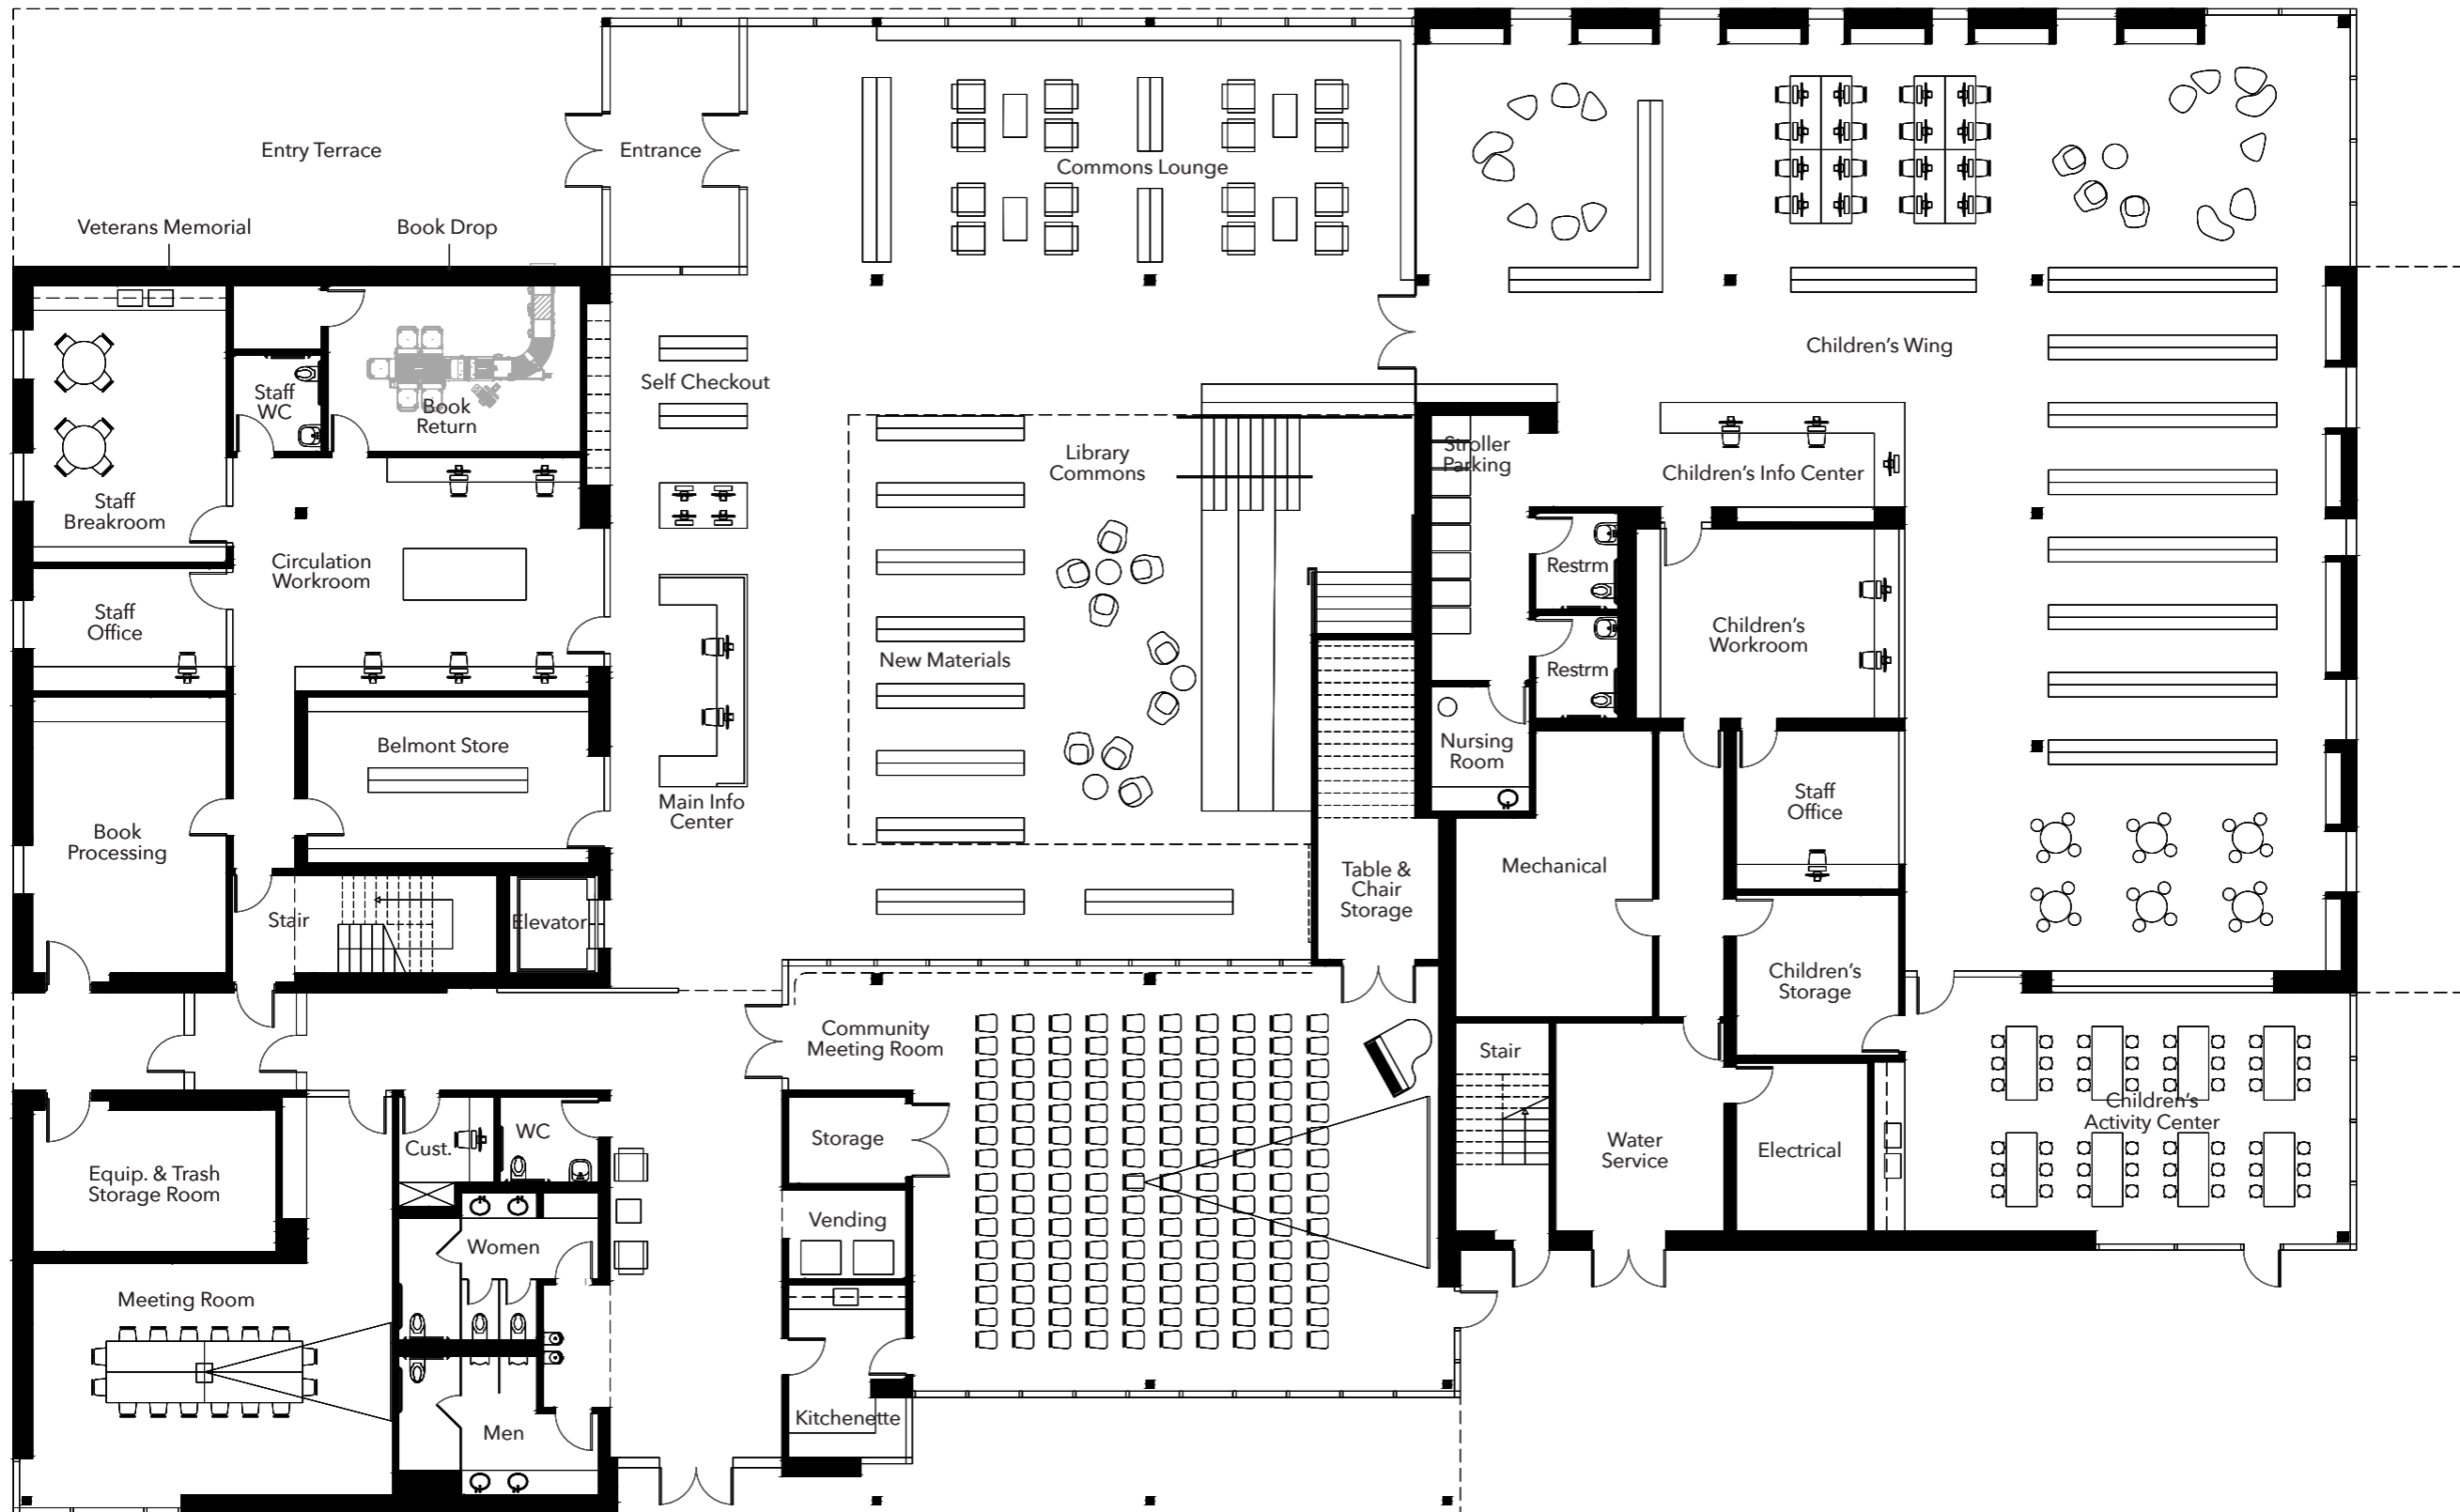 Entry Terrace
Entrance
Commons Lounge
Veterans Memorial
Book Drop
Self Checkout
Children's Wing
Staff
WC
Book
Return
Library
Commons
Stroller
Parking
Children's Info Center
Staff
Breakroom
Circulation
Workroom
Restrm
Staff
Office
Children's
Workroom
New Materials
Restrm
Belmont Store
Nursing
Room
Main Info
Center
Staff
Office
Book
Processing
Mechanical
Table &
Chair
Storage
Stair
Elevator
Children's
Storage
Community
Meeting Room
Stair
Children's
Activity Center
Cust.
WC
Storage
Water
Service
Electrical
Equip. & Trash
Storage Room
Vending
Women
Meeting Room
Kitchenette
Men